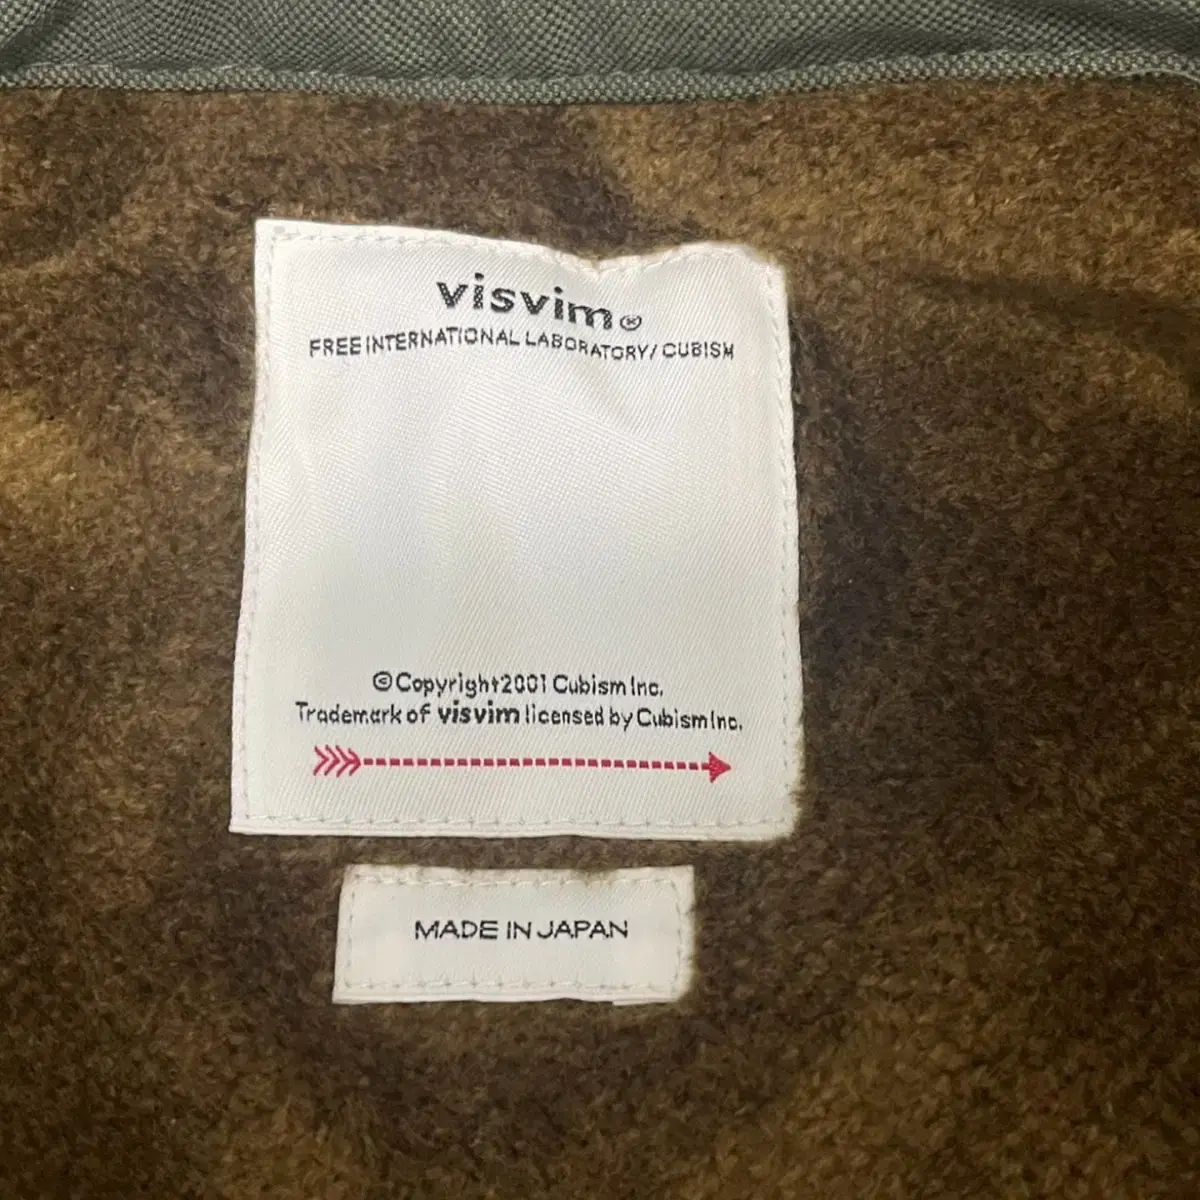 visvim®
FREE INTERNATIONAL LABORATORY/ CUBISM
©Copyright2001 Cubism Inc.
Trademark of visvim licensed by Cubism Inc.
MADE IN JAPAN